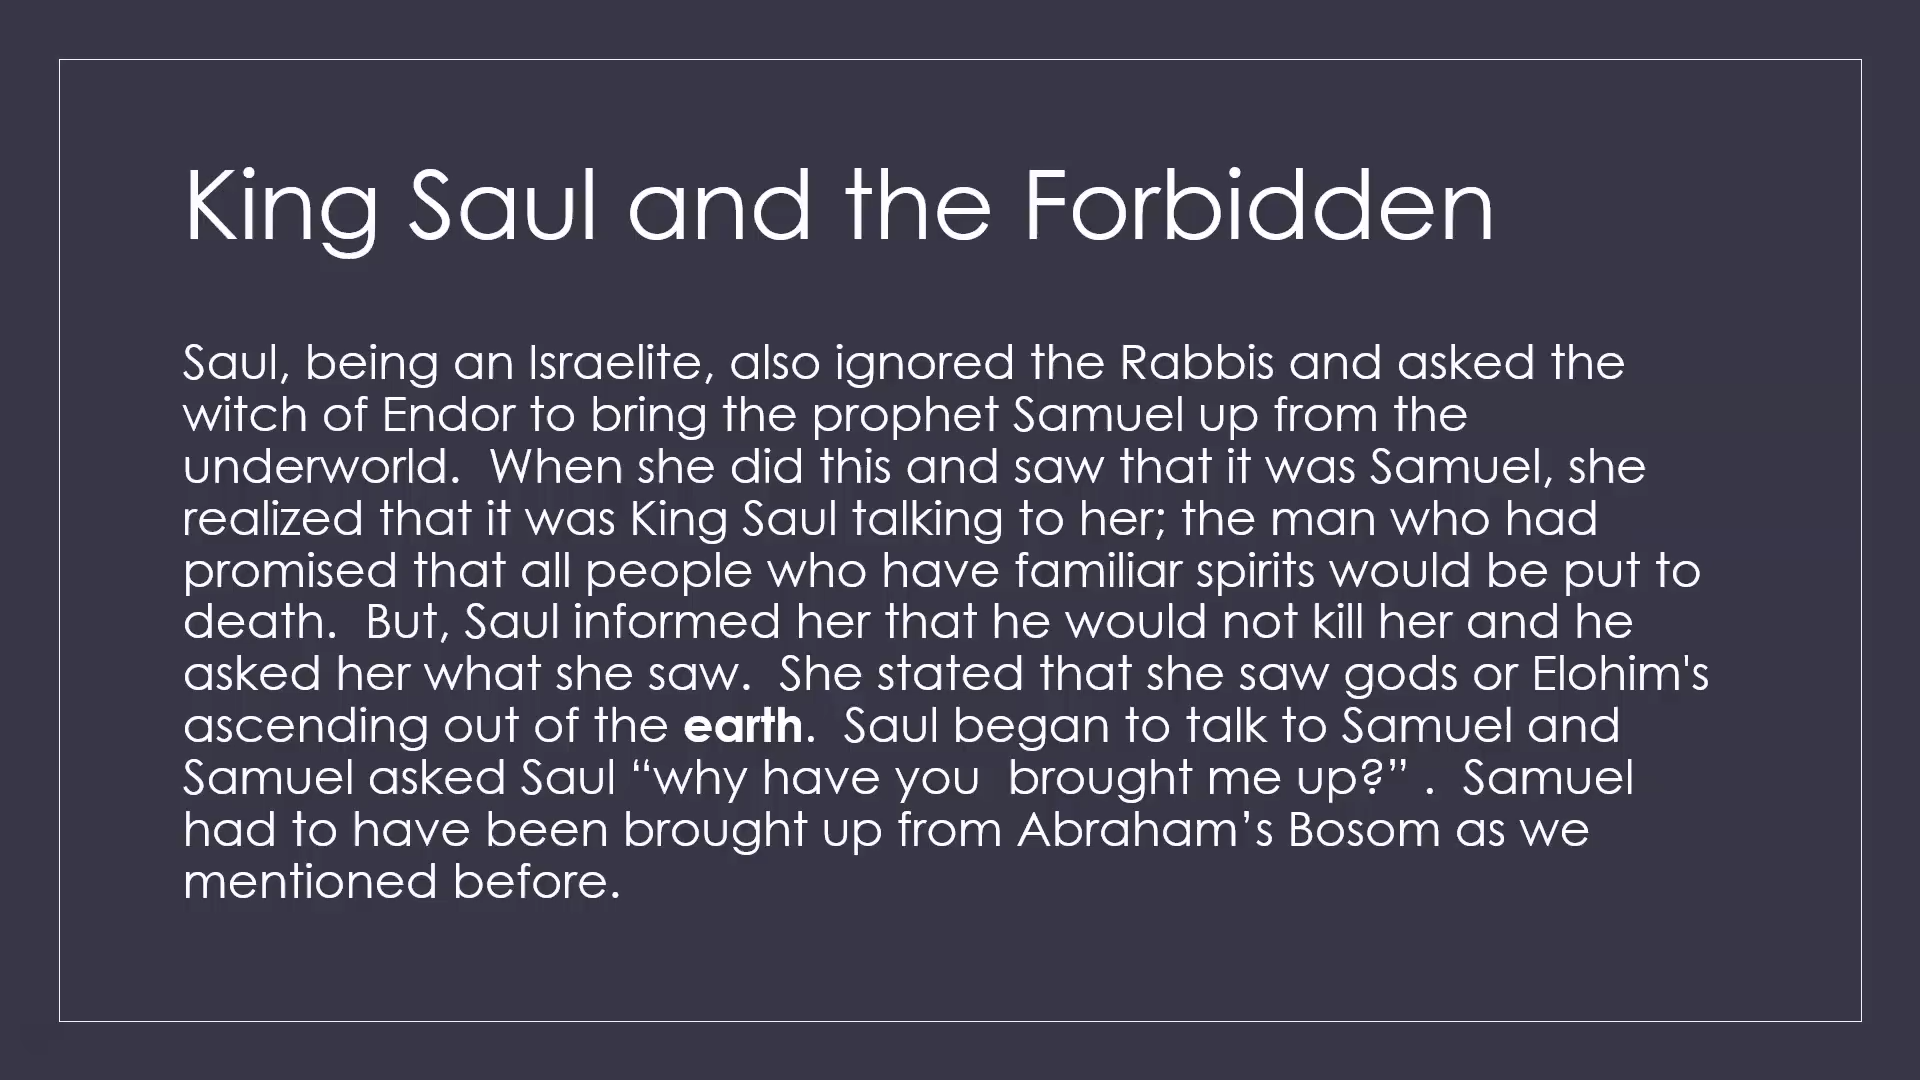 King Saul and the Forbidden
Saul, being an Israelite, also ignored the Rabbis and asked the
witch of Endor to bring the prophet Samuel up from the
underworld.  When she did this and saw that it was Samuel, she
realized that it was King Saul talking to her; the man who had
promised that all people who have familiar spirits would be put to
death.  But, Saul informed her that he would not kill her and he
asked her what she saw.  She stated that she saw gods or Elohim's
ascending out of the earth.  Saul began to talk to Samuel and
Samuel asked Saul “why have you  brought me up?” .  Samuel
had to have been brought up from Abraham’s Bosom as we
mentioned before.